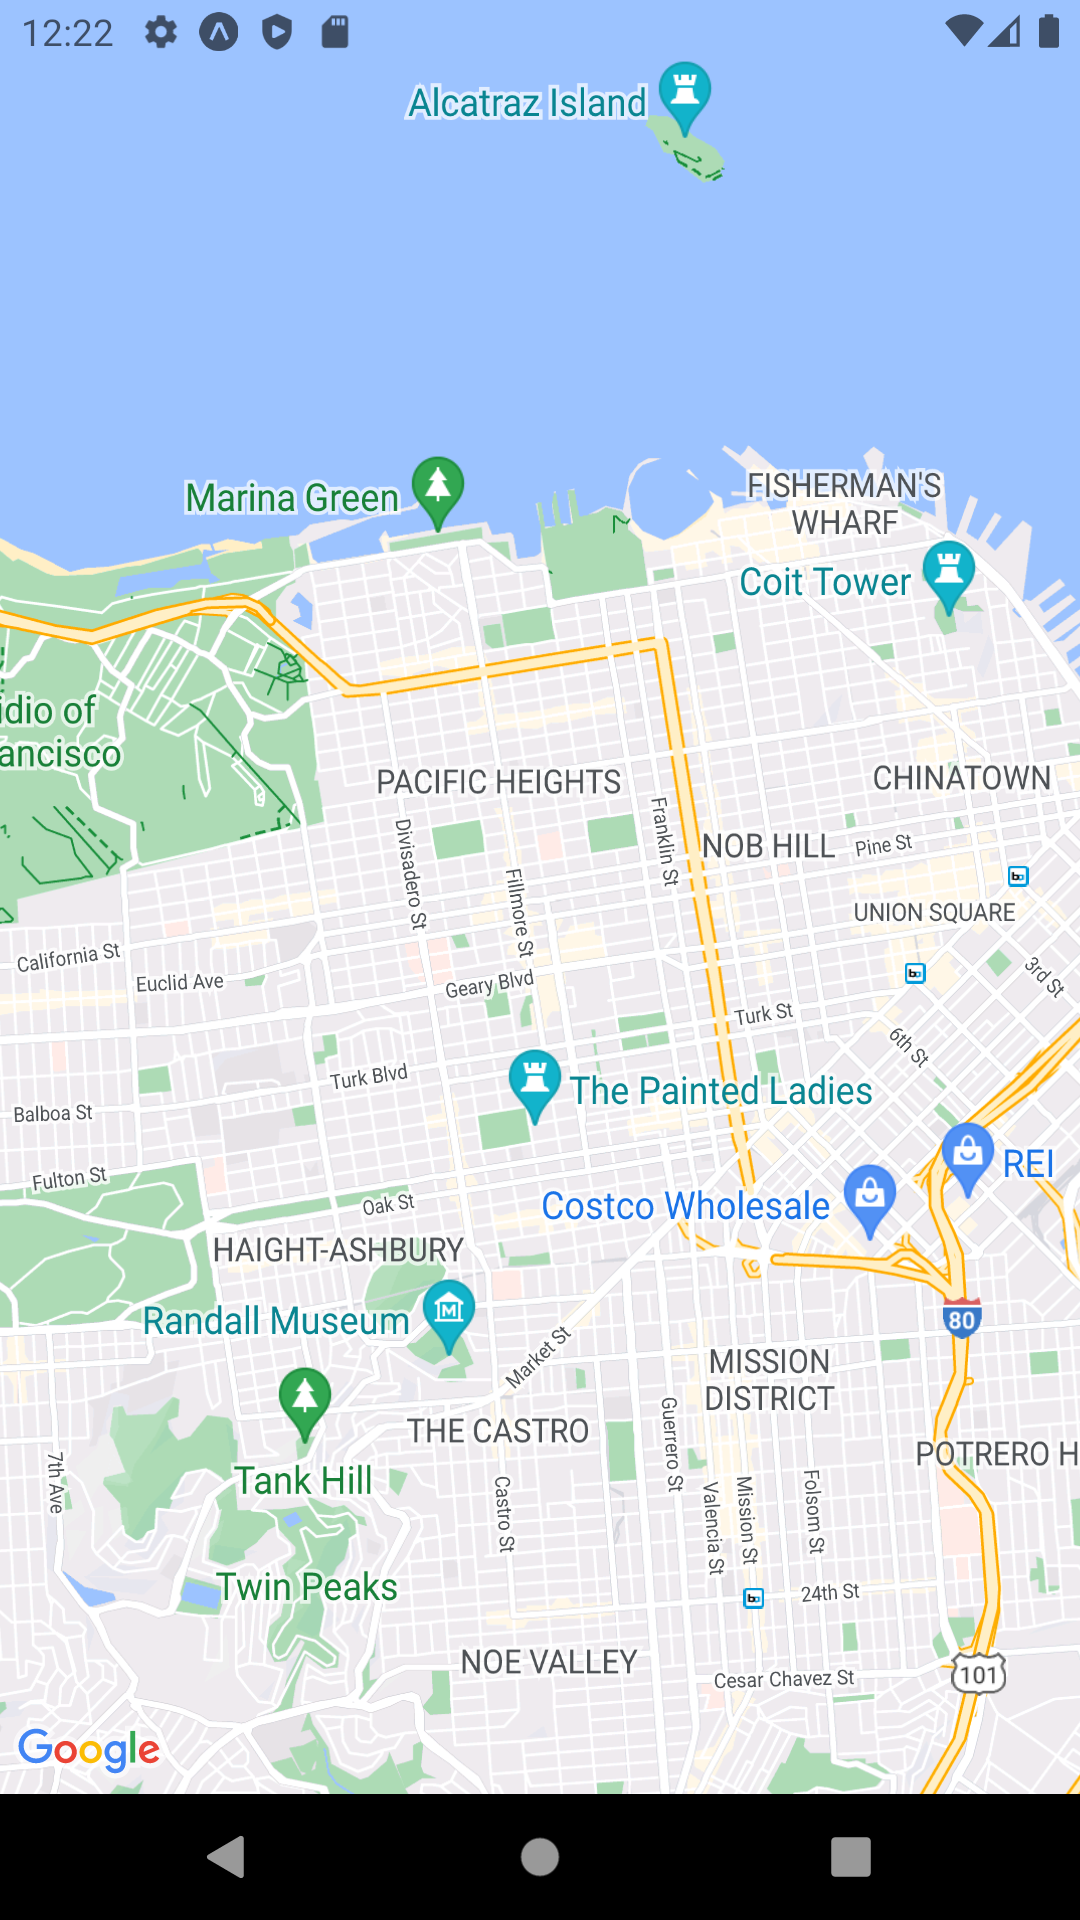 12:22
Alcatraz Island
Marina Green
FISHERMAN'S
WHARF
Coit Tower
idio of
ancisco
PACIFIC HEIGHTS
CHINATOWN
Franklin St
NOB HILL
Pine St
Divisadero St
Fillmore St
UNION SQUARE
California St
Euclid Ave
Geary Blvd
3rd St
Turk St
6th St
Turk Blvd
The Painted Ladies
Balboa St
Fulton St
REI
Oak St
Costco Wholesale
HAIGHT-ASHBURY
Randall Museum
80
Market St
MISSION
DISTRICT
THE CASTRO
Guerrero St
POTRERO H
7th Ave
Tank Hill
Castro St
Valencia St
Mission St
Folsom St
Twin Peaks
24th St
NOE VALLEY
Cesar Chavez St
101
Google